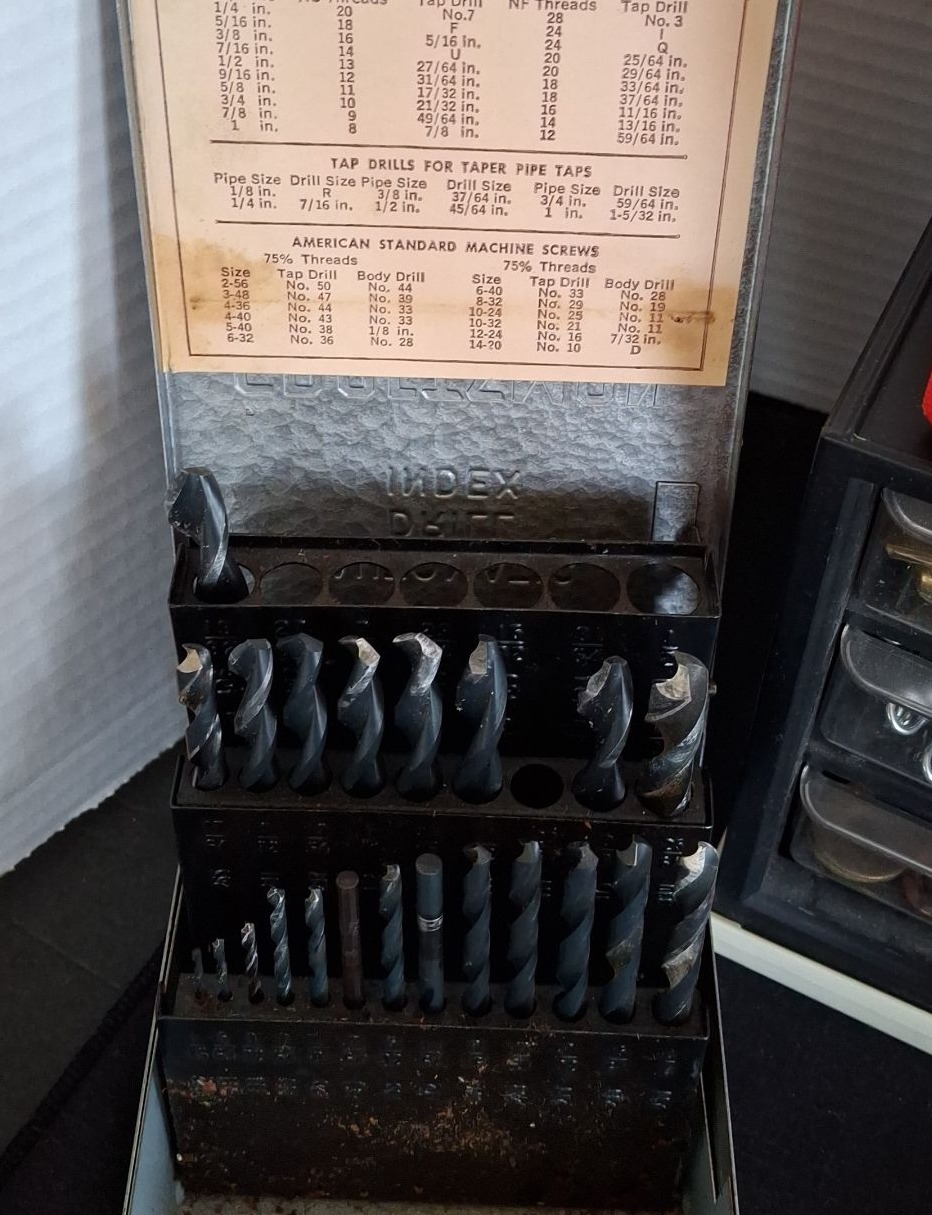 1/4 in. 20 No.7 28 No. 3
5/16 in. 18 F 24 I
3/8 in. 16 5/16 in. 24 Q
7/16 in. 14 U 20 25/64 in.
1/2 in. 13 27/64 in. 20 29/64 in.
9/16 in. 12 31/64 in. 18 33/64 in.
5/8 in. 11 17/32 in. 18 37/64 in.
3/4 in. 10 21/32 in. 16 11/16 in.
7/8 in. 9 49/64 in. 14 13/16 in.
1 in. 8 7/8 in. 12 59/64 in.
TAP DRILLS FOR TAPER PIPE TAPS
Pipe Size Drill Size Pipe Size Drill Size Pipe Size Drill Size
1/8 in. R 3/8 in. 37/64 in. 3/4 in. 59/64 in.
1/4 in. 7/16 in. 1/2 in. 45/64 in. 1 in. 1-5/32 in.
AMERICAN STANDARD MACHINE SCREWS
75% Threads 75% Threads
Size Tap Drill Body Drill Size Tap Drill Body Drill
2-56 No. 50 No. 44 6-40 No. 33 No. 28
3-48 No. 47 No. 39 8-32 No. 29 No. 19
4-36 No. 44 No. 33 10-24 No. 25 No. 11
4-40 No. 43 No. 33 10-32 No. 21 No. 11
5-40 No. 38 1/8 in. 12-24 No. 16 7/32 in.
6-32 No. 36 No. 28 14-20 No. 10 D
INDEX
DRILL